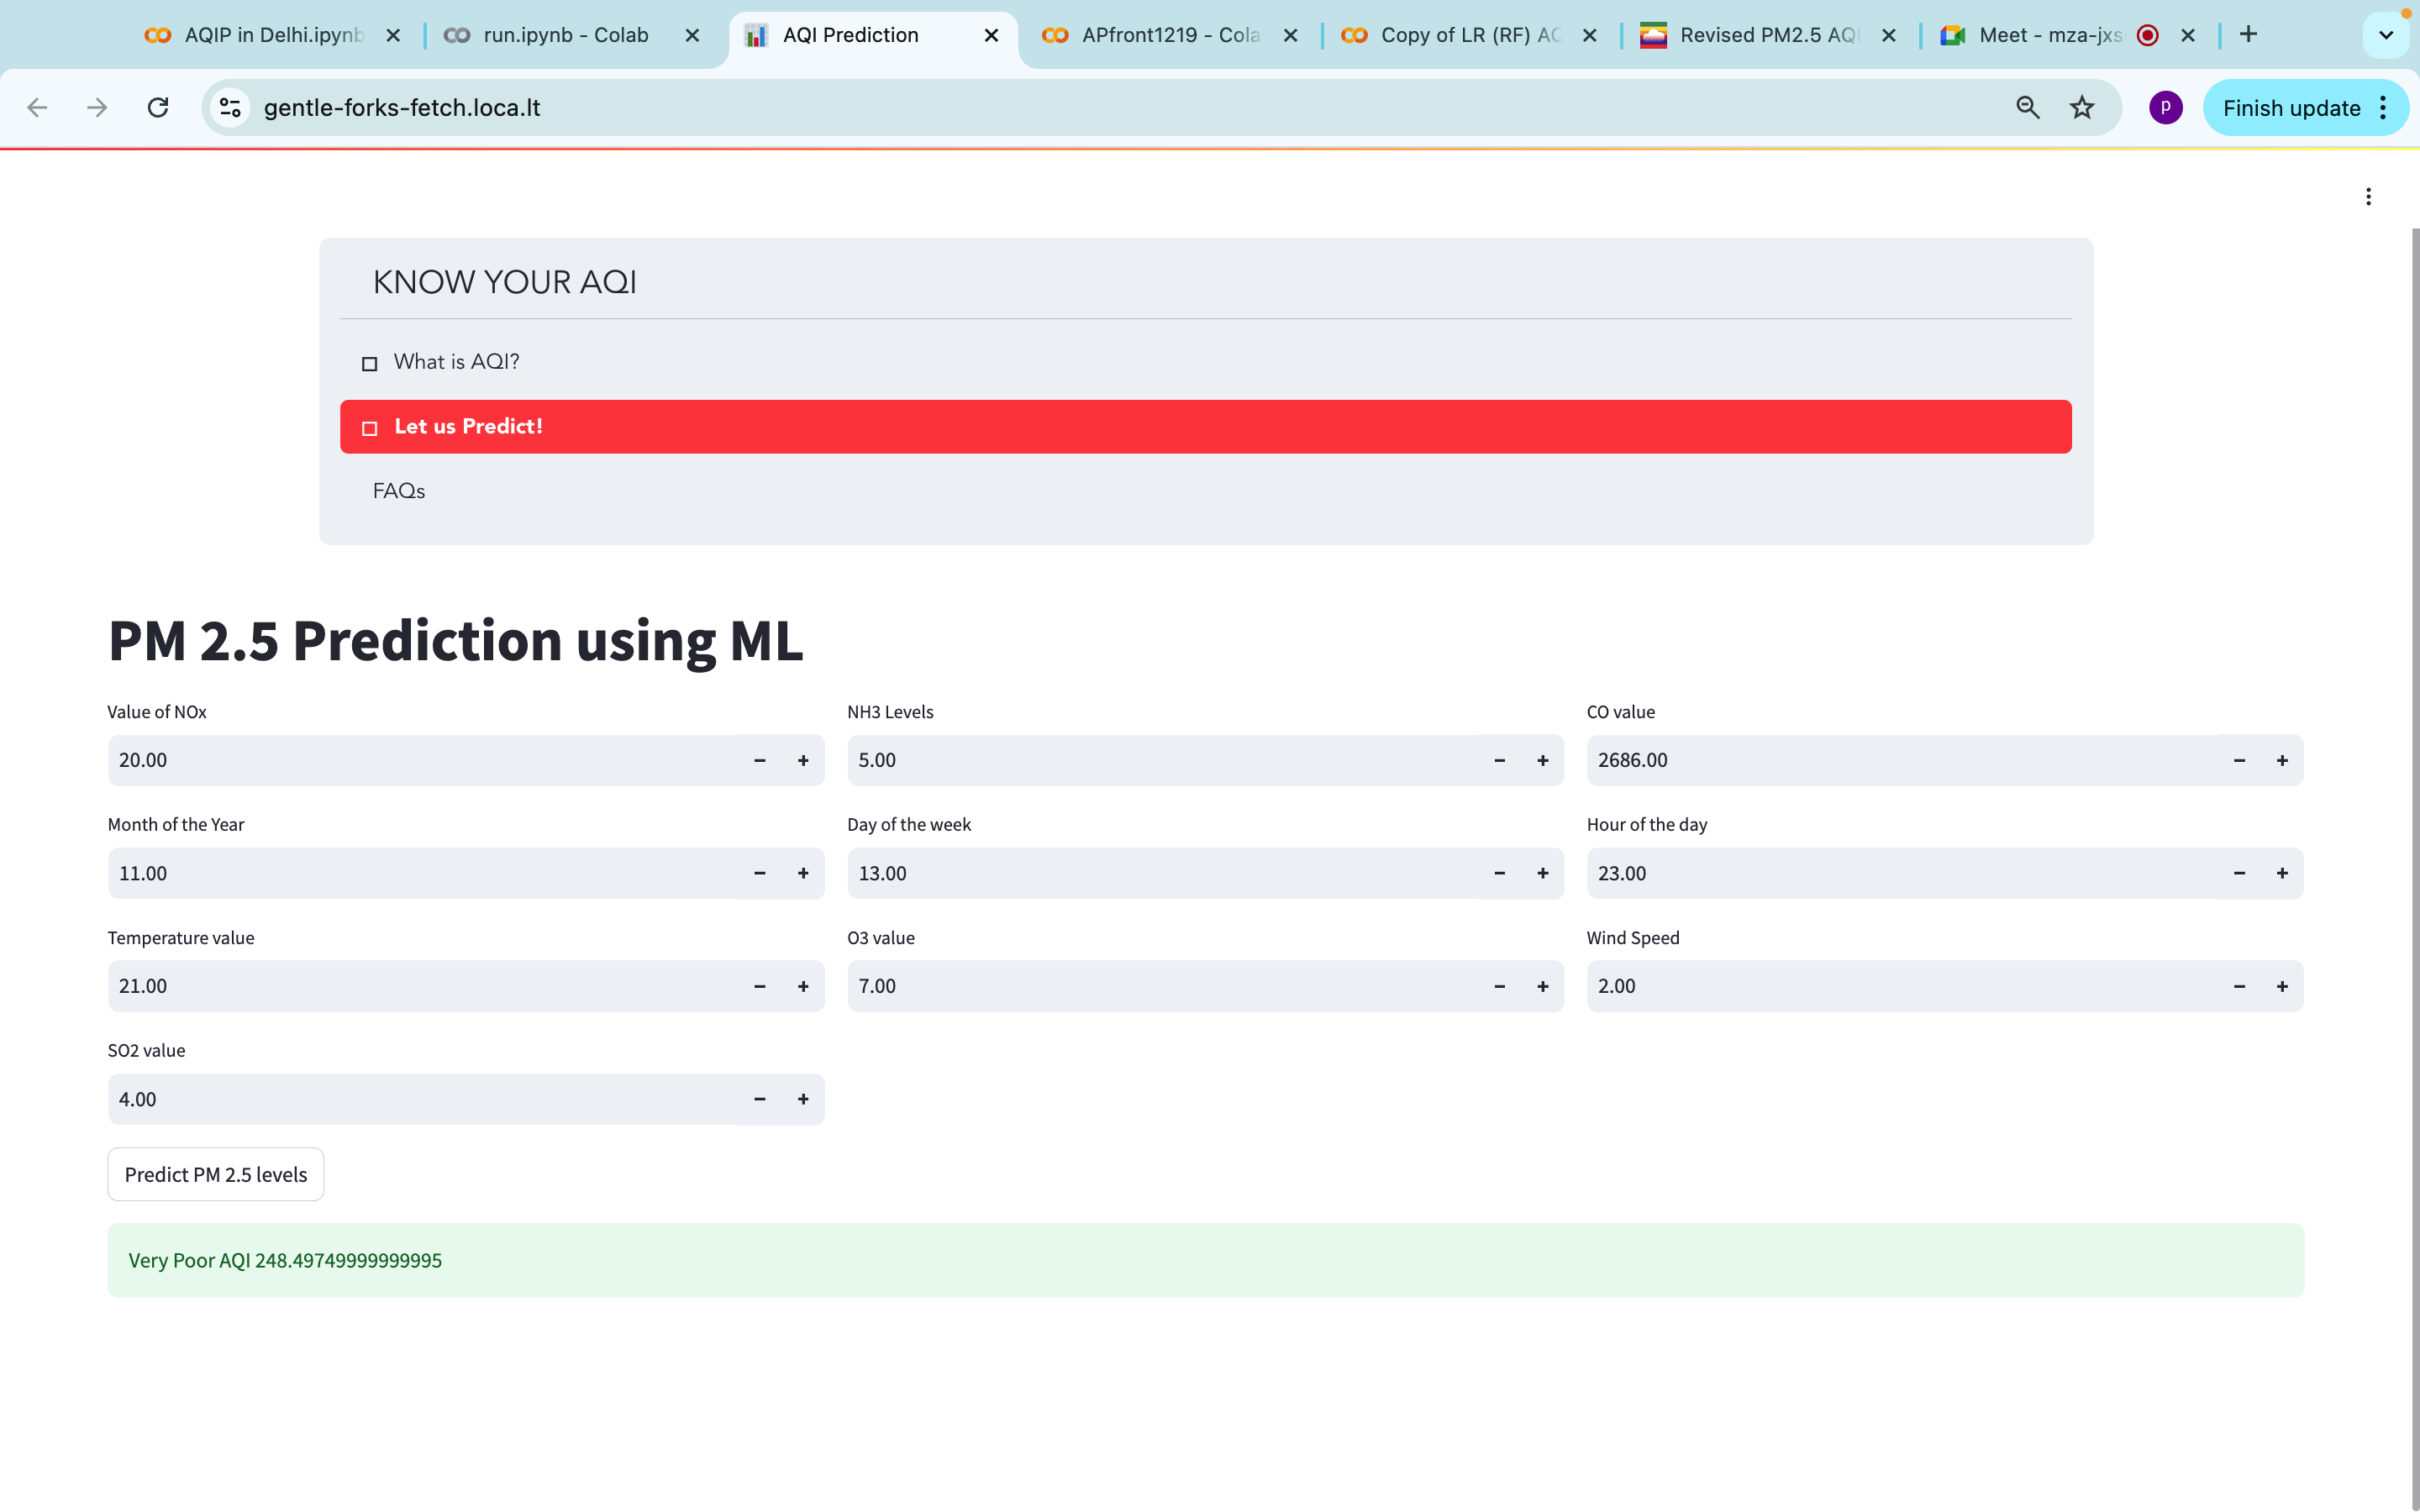 AQIP in Delhi.ipynb
run.ipynb - Colab
AQI Prediction
APfront1219 - Cola
Copy of LR (RF) AQ
Revised PM2.5 AQI
Meet - mza-jxs
gentle-forks-fetch.loca.lt
p
Finish update
KNOW YOUR AQI
What is AQI?
Let us Predict!
FAQs
PM 2.5 Prediction using ML
Value of NOx
NH3 Levels
CO value
20.00
5.00
2686.00
Month of the Year
Day of the week
Hour of the day
11.00
13.00
23.00
Temperature value
O3 value
Wind Speed
21.00
7.00
2.00
SO2 value
4.00
Predict PM 2.5 levels
Very Poor AQI 248.49749999999995